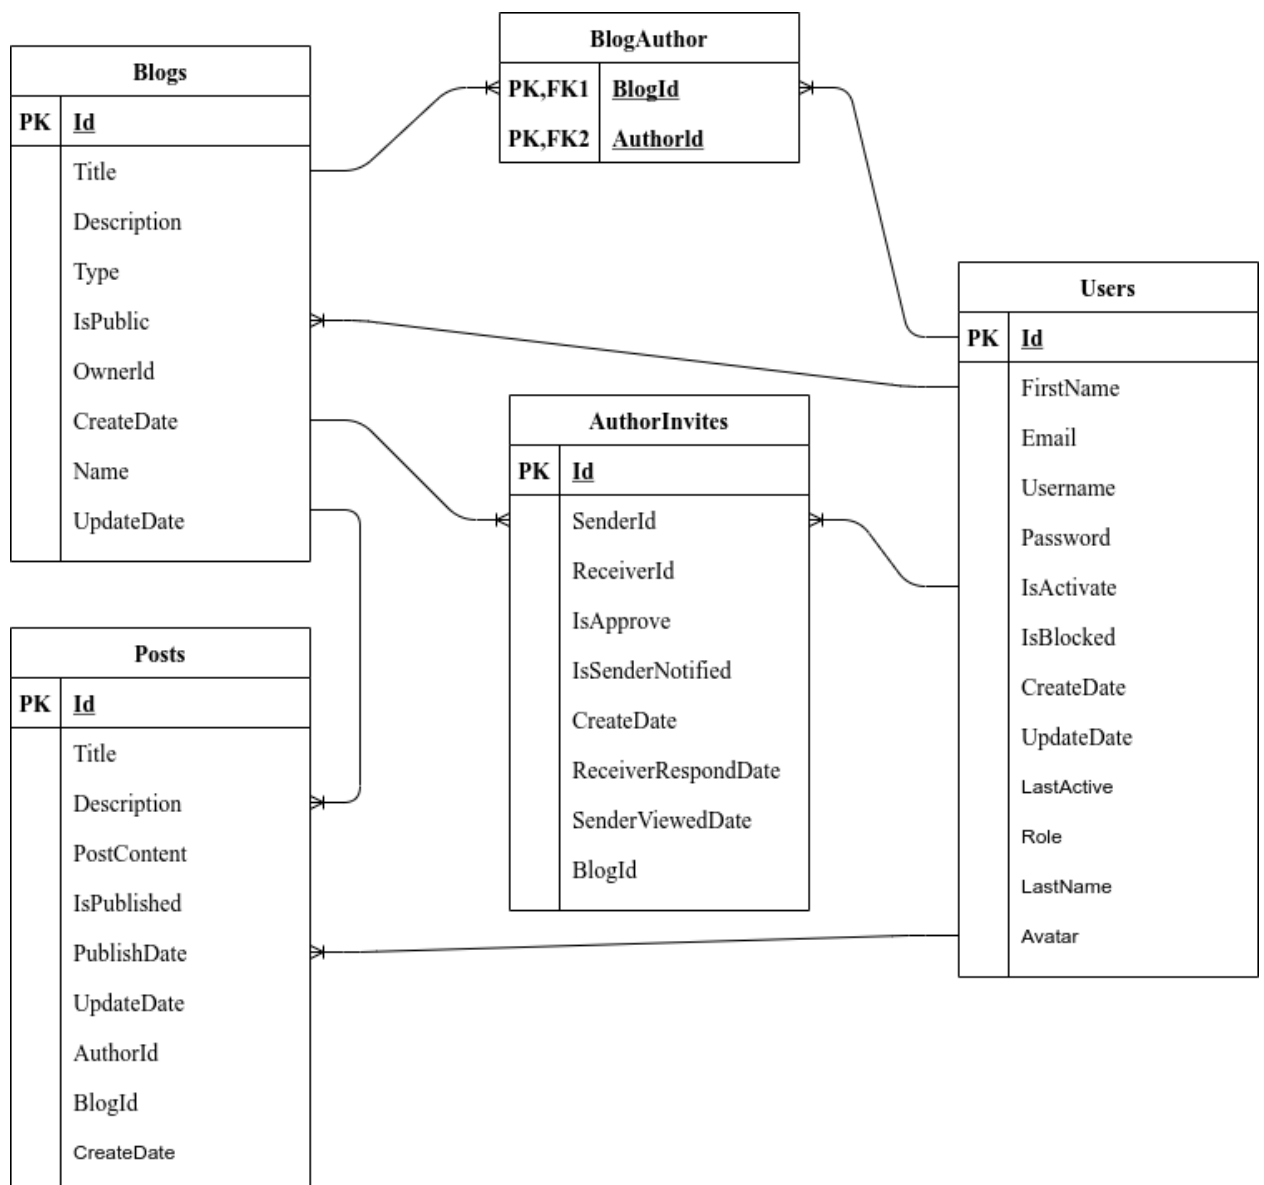 Blogs
PK Id
Title
Description
Type
IsPublic
OwnerId
CreateDate
Name
UpdateDate
BlogAuthor
PK,FK1 BlogId
PK,FK2 AuthorId
Users
PK Id
FirstName
Email
Username
Password
IsActivate
IsBlocked
CreateDate
UpdateDate
LastActive
Role
LastName
Avatar
AuthorInvites
PK Id
SenderId
ReceiverId
IsApprove
IsSenderNotified
CreateDate
ReceiverRespondDate
SenderViewedDate
BlogId
Posts
PK Id
Title
Description
PostContent
IsPublished
PublishDate
UpdateDate
AuthorId
BlogId
CreateDate